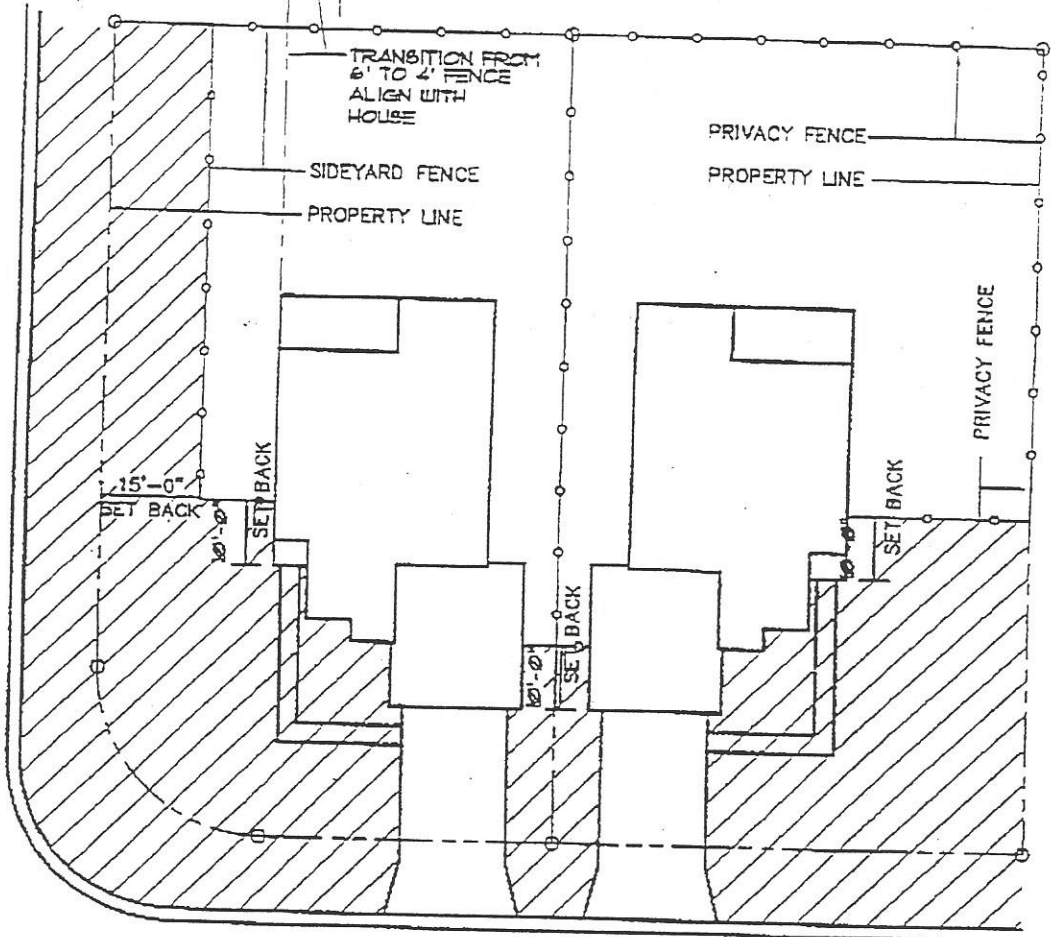 TRANSITION FROM
6' TO 4' FENCE
ALIGN WITH
HOUSE
PRIVACY FENCE
SIDEYARD FENCE
PROPERTY LINE
PROPERTY LINE
PRIVACY FENCE
15'-0"
SET BACK
10'-0"
SET BACK
10'-0"
SET BACK
10'-0"
SET BACK